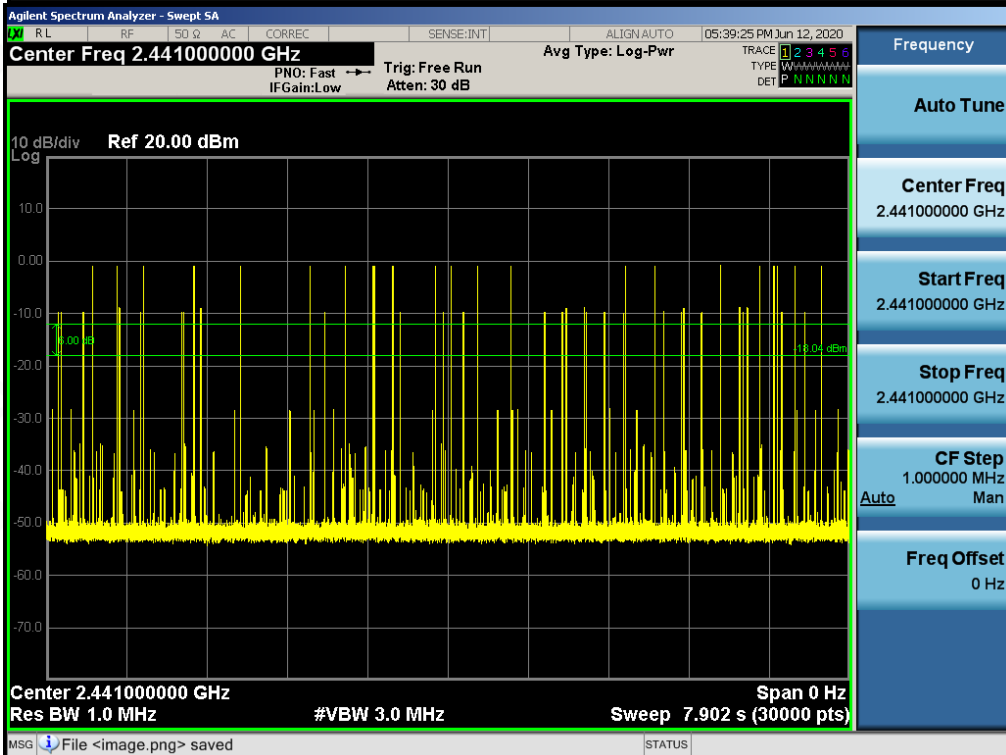 Agilent Spectrum Analyzer - Swept SA
LXI RL RF 50 Ω AC CORREC SENSE:INT ALIGN AUTO 05:39:25 PM Jun 12, 2020
Center Freq 2.441000000 GHz
PNO: Fast
IFGain:Low
Trig: Free Run
Atten: 30 dB
Avg Type: Log-Pwr
TRACE 1 2 3 4 5 6
TYPE WWWWWW
DET P N N N N N
10 dB/div
Log
Ref 20.00 dBm
10.0
0.00
-10.0
-20.0
-30.0
-40.0
-50.0
-60.0
-70.0
6.00 dB
-18.04 dBm
Center 2.441000000 GHz
Span 0 Hz
Res BW 1.0 MHz
#VBW 3.0 MHz
Sweep 7.902 s (30000 pts)
MSG File <image.png> saved
STATUS
Frequency
Auto Tune
Center Freq
2.441000000 GHz
Start Freq
2.441000000 GHz
Stop Freq
2.441000000 GHz
CF Step
1.000000 MHz
Auto Man
Freq Offset
0 Hz